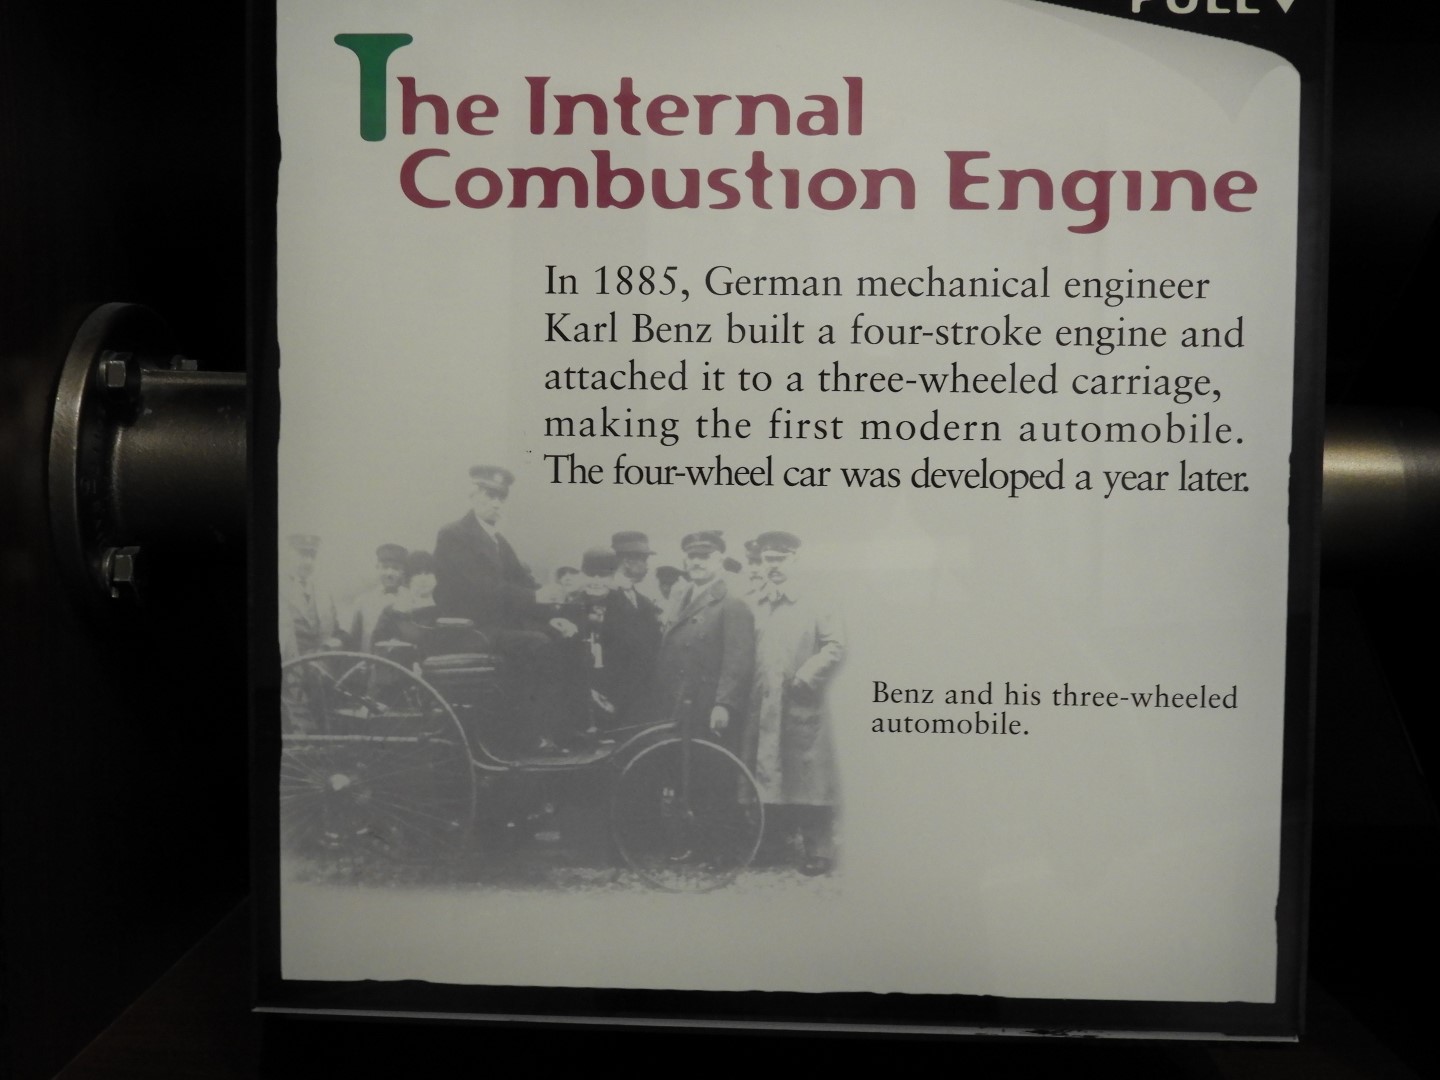 PULL
The Internal
Combustion Engine
In 1885, German mechanical engineer
Karl Benz built a four-stroke engine and
attached it to a three-wheeled carriage,
making the first modern automobile.
The four-wheel car was developed a year later.
Benz and his three-wheeled
automobile.